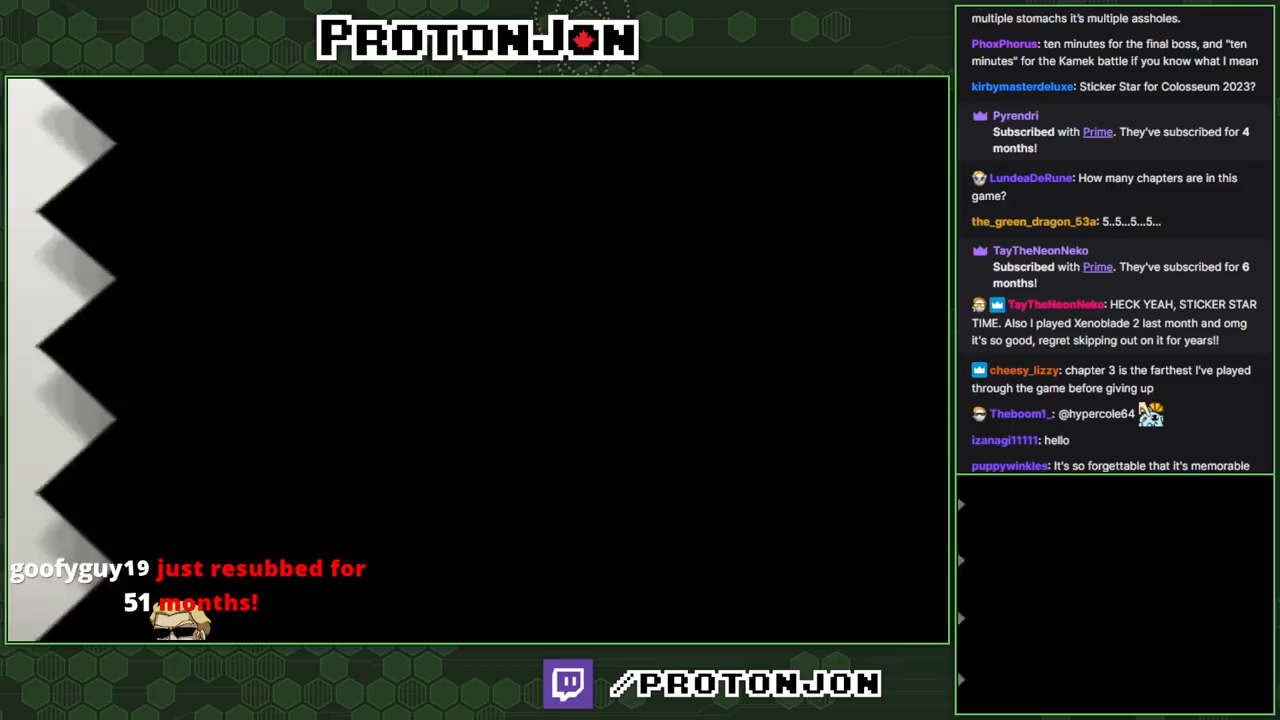 PROTONJON
multiple stomachs it's multiple assholes.
PhoxPhorus: ten minutes for the final boss, and "ten
minutes" for the Kamek battle if you know what I mean
kirbymasterdeluxe: Sticker Star for Colosseum 2023?
Pyrendri
Subscribed with Prime. They've subscribed for 4
months!
LundeaDeRune: How many chapters are in this
game?
the_green_dragon_53a: 5..5...5...5...
TayTheNeonNeko
Subscribed with Prime. They've subscribed for 6
months!
TayTheNeonNeko: HECK YEAH, STICKER STAR
TIME. Also I played Xenoblade 2 last month and omg
it's so good, regret skipping out on it for years!!
cheesy_lizzy: chapter 3 is the farthest I've played
through the game before giving up
Theboom1_: @hypercole64
izanagi11111: hello
puppywinkles: It's so forgettable that it's memorable
goofyguy19 just resubbed for
51 months!
/PROTONJON